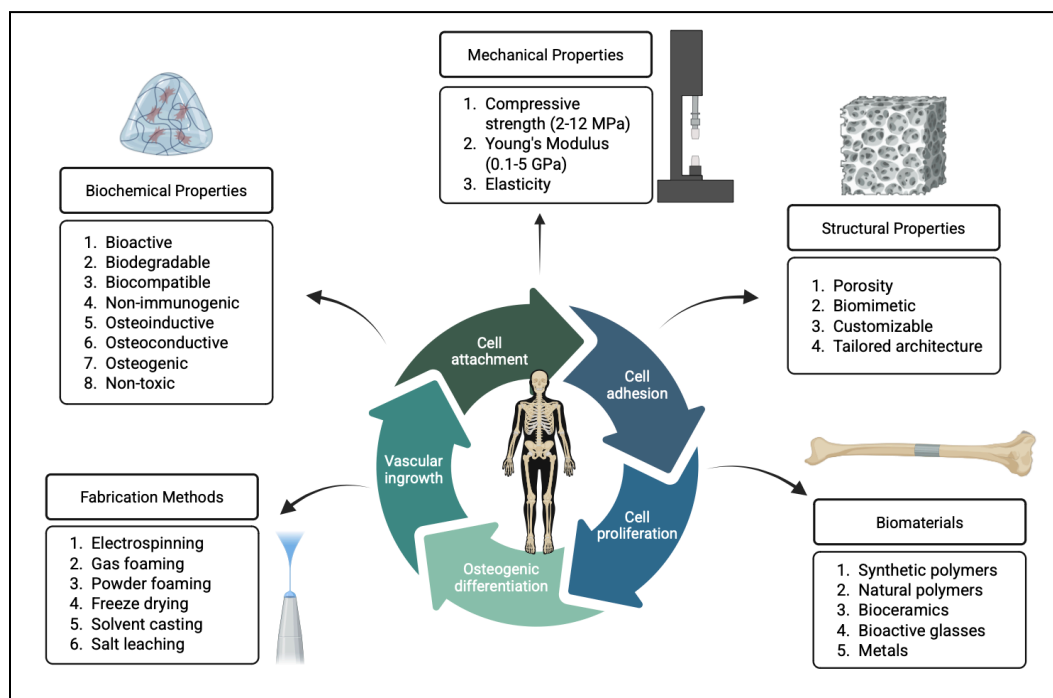 Mechanical Properties
1. Compressive
strength (2-12 MPa)
2. Young's Modulus
(0.1-5 GPa)
3. Elasticity
Biochemical Properties
1. Bioactive
2. Biodegradable
3. Biocompatible
4. Non-immunogenic
5. Osteoinductive
6. Osteoconductive
7. Osteogenic
8. Non-toxic
Structural Properties
1. Porosity
2. Biomimetic
3. Customizable
4. Tailored architecture
Cell
attachment
Cell
adhesion
Cell
proliferation
Osteogenic
differentiation
Vascular
ingrowth
Fabrication Methods
1. Electrospinning
2. Gas foaming
3. Powder foaming
4. Freeze drying
5. Solvent casting
6. Salt leaching
Biomaterials
1. Synthetic polymers
2. Natural polymers
3. Bioceramics
4. Bioactive glasses
5. Metals